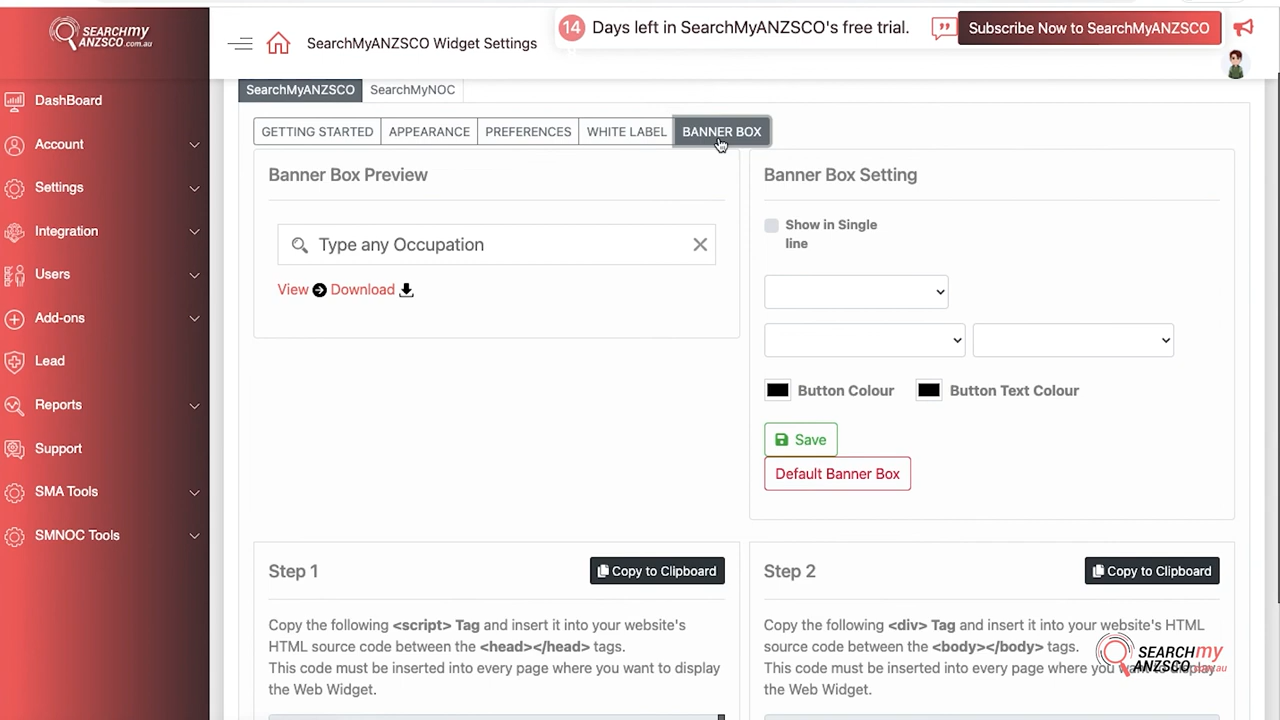 SEARCHmy
ANZSCO.com.au
SearchMyANZSCO Widget Settings
14 Days left in SearchMyANZSCO's free trial.
Subscribe Now to SearchMyANZSCO
DashBoard
Account
Settings
Integration
Users
Add-ons
Lead
Reports
Support
SMA Tools
SMNOC Tools
SearchMyANZSCO SearchMyNOC
GETTING STARTED APPEARANCE PREFERENCES WHITE LABEL BANNER BOX
Banner Box Preview
Type any Occupation
View Download
Banner Box Setting
Show in Single
line
Button Colour Button Text Colour
Save
Default Banner Box
Step 1 Copy to Clipboard
Copy the following <script> Tag and insert it into your website's
HTML source code between the <head></head> tags.
This code must be inserted into every page where you want to display
the Web Widget.
Step 2 Copy to Clipboard
Copy the following <div> Tag and insert it into your website's HTML
source code between the <body></body> tags.
This code must be inserted into every page where you want to display
the Web Widget.
SEARCHmy
ANZSCO.com.au